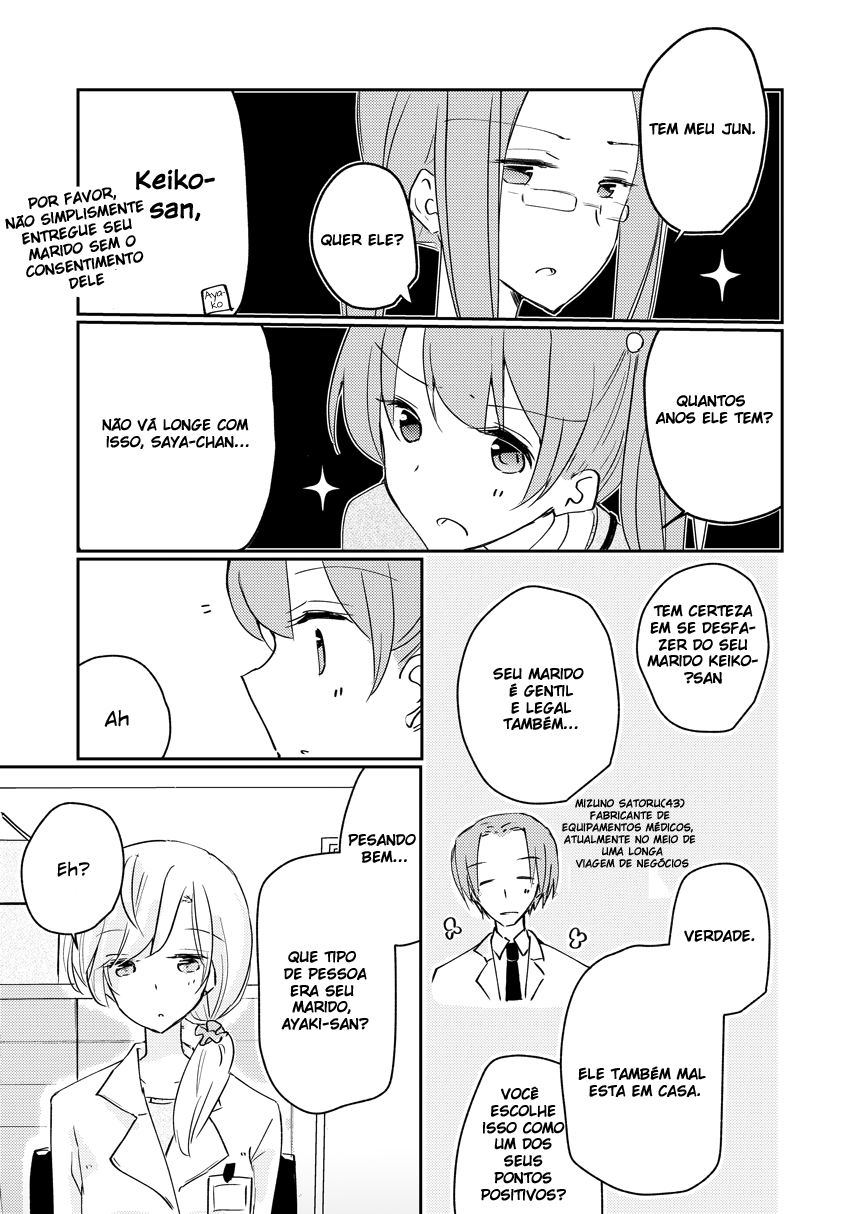 TEM MEU JUN.
QUER ELE?
Keiko-
san,
POR FAVOR,
NÃO SIMPLISMENTE
ENTREGUE SEU
MARIDO SEM O
CONSENTIMENTO
DELE
Aya-
ko
QUANTOS
ANOS ELE TEM?
NÃO VÁ LONGE COM
ISSO, SAYA-CHAN...
TEM CERTEZA
EM SE DESFA-
ZER DO SEU
MARIDO KEIKO-
?SAN
SEU MARIDO
É GENTIL
E LEGAL
TAMBÉM...
Ah
MIZUNO SATORU(43)
FABRICANTE DE
EQUIPAMENTOS MÉDICOS,
ATUALMENTE NO MEIO DE
UMA LONGA
VIAGEM DE NEGÓCIOS
VERDADE.
ELE TAMBÉM MAL
ESTA EM CASA.
VOCÊ
ESCOLHE
ISSO COMO
UM DOS
SEUS
PONTOS
POSITIVOS?
PESANDO
BEM...
QUE TIPO
DE PESSOA
ERA SEU
MARIDO,
AYAKI-SAN?
Eh?